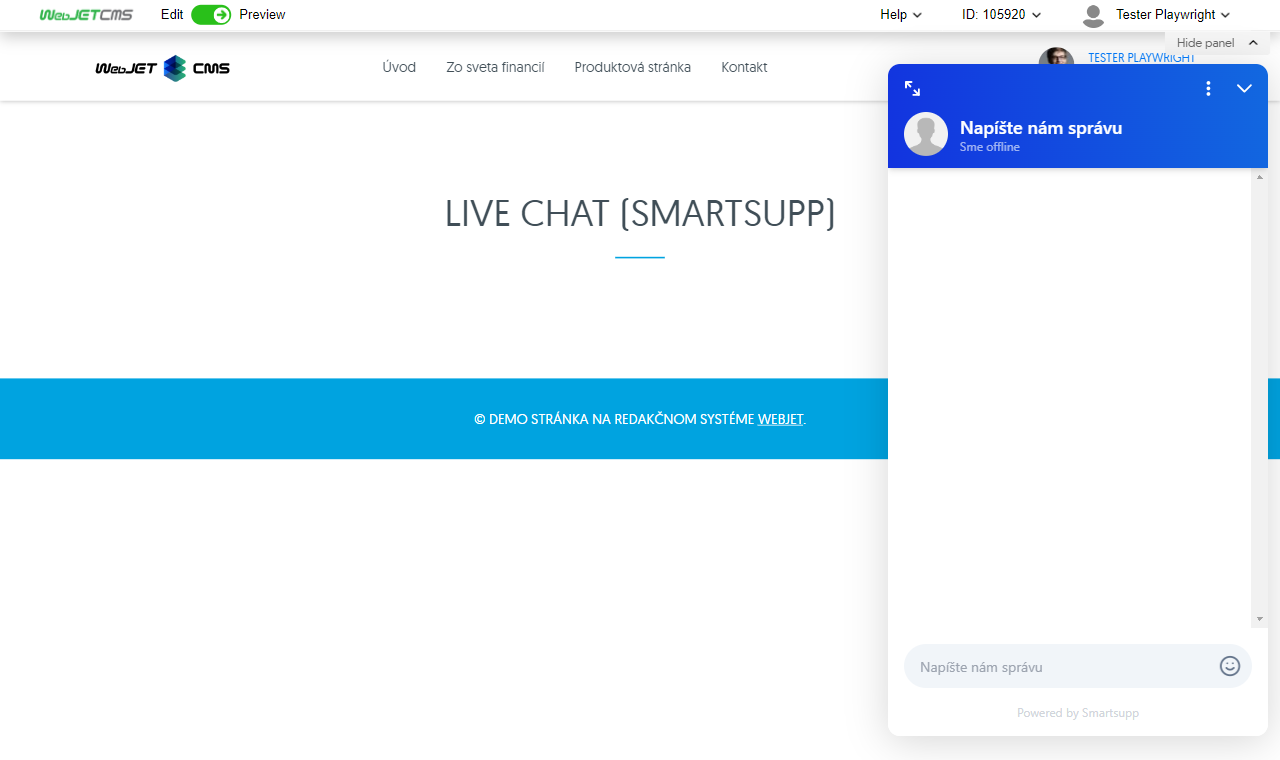 WebJETCMS Edit Preview Help ID: 105920 Tester Playwright
Hide panel
WebJET CMS Úvod Zo sveta financií Produktová stránka Kontakt
TESTER PLAYWRIGHT
Napíšte nám správu
Sme offline
LIVE CHAT (SMARTSUPP)
© DEMO STRÁNKA NA REDAKČNOM SYSTÉME WEBJET.
Napíšte nám správu
Powered by Smartsupp